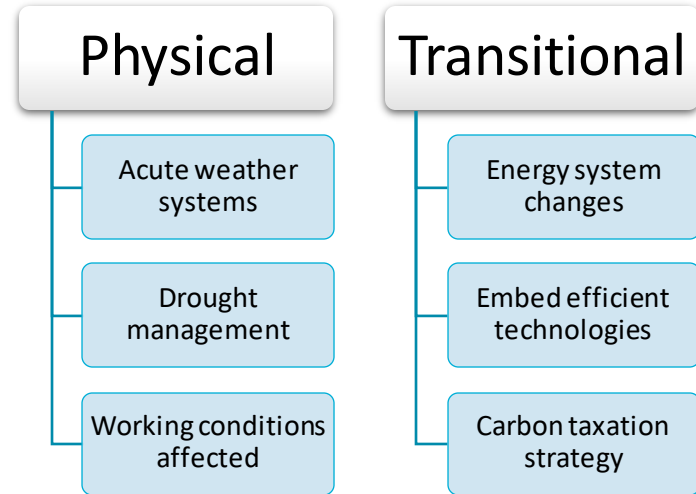 Physical
Acute weather
systems
Drought
management
Working conditions
affected
Transitional
Energy system
changes
Embed efficient
technologies
Carbon taxation
strategy